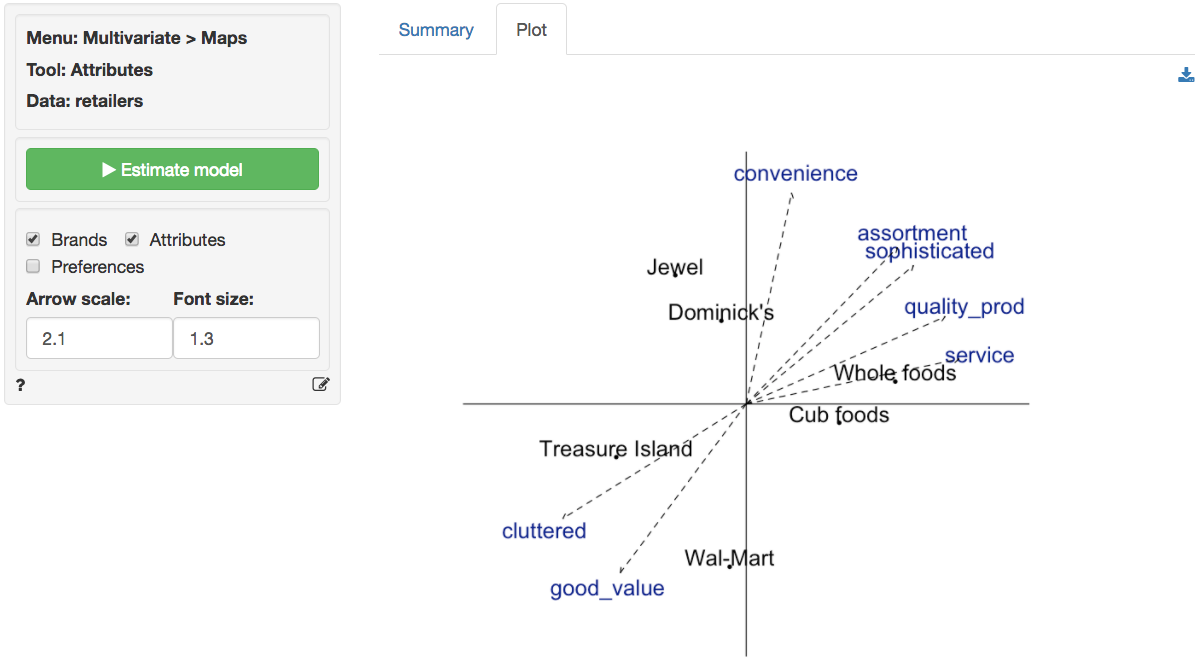 Menu: Multivariate > Maps
Tool: Attributes
Data: retailers
Estimate model
Brands Attributes
Preferences
Arrow scale: Font size:
2.1 1.3
?
Summary Plot
convenience
assortment
sophisticated
Jewel
quality_prod
Dominick's
service
Whole foods
Cub foods
Treasure Island
cluttered
Wal-Mart
good_value